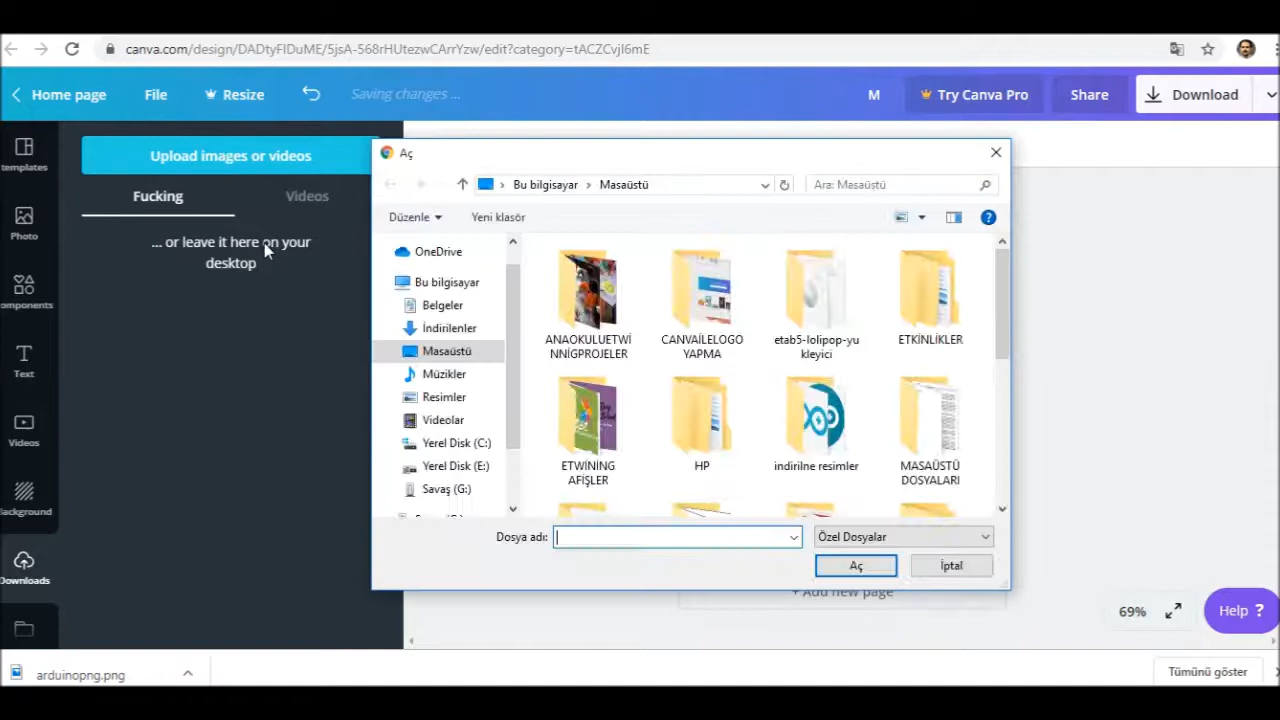 canva.com/design/DADtyFIDuME/5jsA-568rHUtezwCArrYzw/edit?category=tACZCvjI6mE
Home page
File
Resize
Saving changes ...
M
Try Canva Pro
Share
Download
templates
Photo
omponents
Text
Videos
ackground
Downloads
Upload images or videos
Fucking
Videos
... or leave it here on your
desktop
Aç
Bu bilgisayar
Masaüstü
Ara: Masaüstü
Düzenle
Yeni klasör
OneDrive
Bu bilgisayar
Belgeler
İndirilenler
Masaüstü
Müzikler
Resimler
Videolar
Yerel Disk (C:)
Yerel Disk (E:)
Savaş (G:)
ANAOKULUETWİ
NNİGPROJELER
CANVAİLELOGO
YAPMA
etab5-lolipop-yu
kleyici
ETKİNLİKLER
ETWİNİNG
AFİŞLER
HP
indirilne resimler
MASAÜSTÜ
DOSYALARI
Dosya adı:
Özel Dosyalar
Aç
İptal
+ Add new page
69%
Help ?
arduinopng.png
Tümünü göster